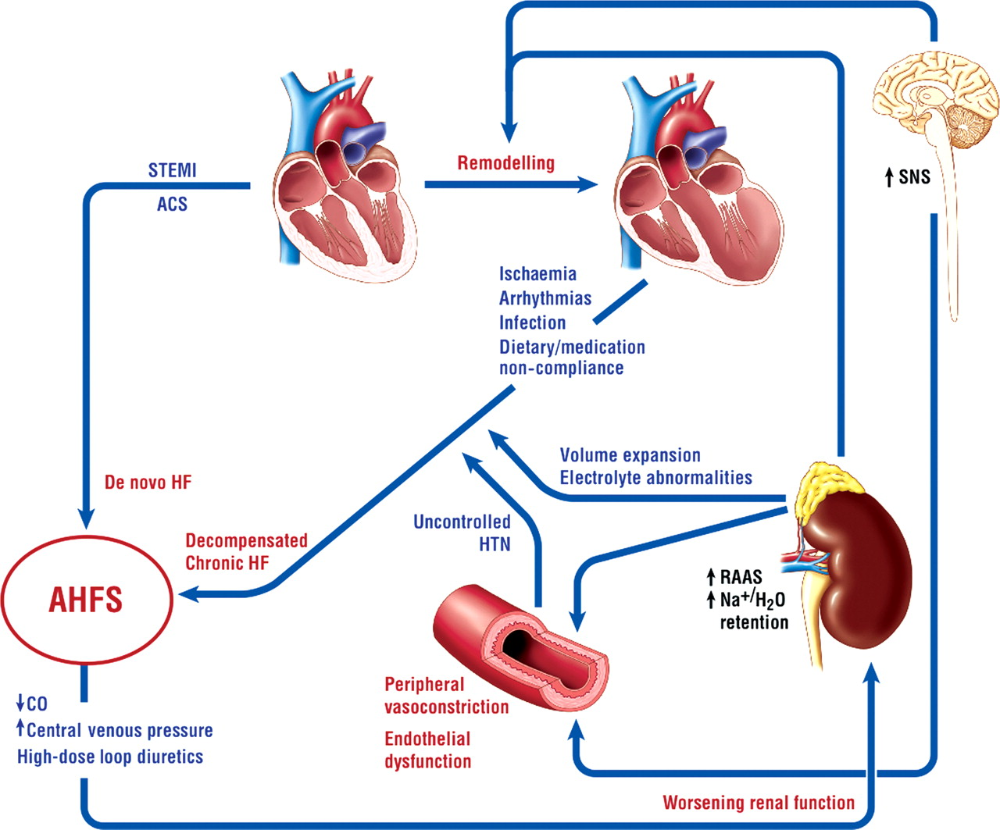 STEMI
ACS
Remodelling
↑ SNS
Ischaemia
Arrhythmias
Infection
Dietary/medication
non-compliance
Volume expansion
Electrolyte abnormalities
De novo HF
Uncontrolled
HTN
Decompensated
Chronic HF
AHFS
↑ RAAS
↑ Na+/H2O
retention
Peripheral
vasoconstriction
Endothelial
dysfunction
↓CO
↑Central venous pressure
High-dose loop diuretics
Worsening renal function